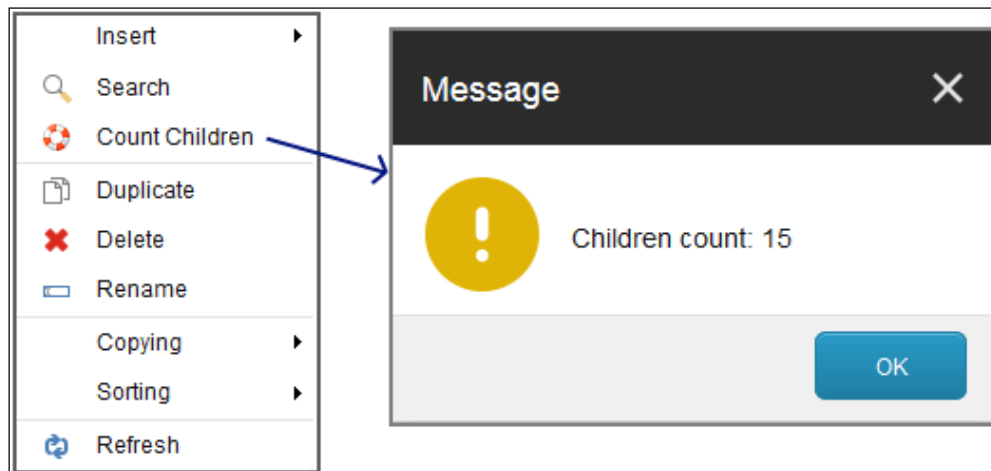 Insert
Search
Count Children
Duplicate
Delete
Rename
Copying
Sorting
Refresh
Message
Children count: 15
OK